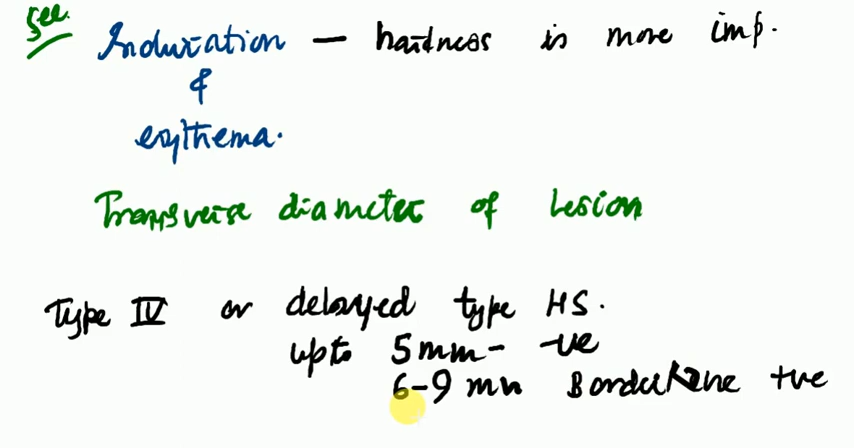 See.
Induration – hardness is more imp.
&
erythema.
Transverse diameter of Lesion
Type IV or delayed type HS.
upto 5mm - -ve
6-9 mm Borderline +ve